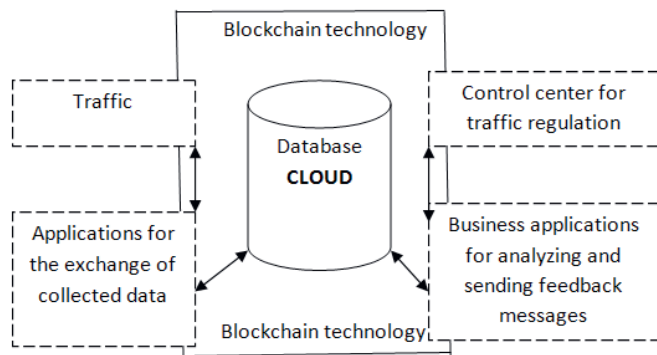 Blockchain technology
Traffic
Control center for
traffic regulation
Database
CLOUD
Applications for
the exchange of
collected data
Business applications
for analyzing and
sending feedback
messages
Blockchain technology